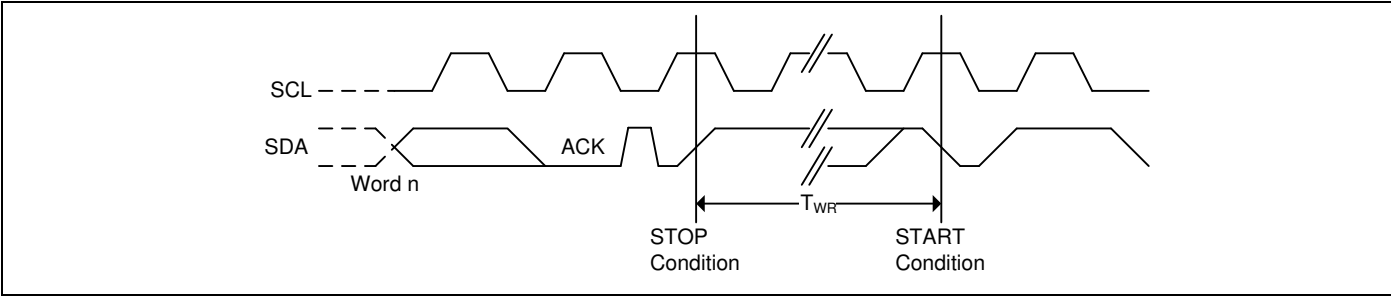 SCL
SDA
ACK
Word n
TWR
STOP
Condition
START
Condition